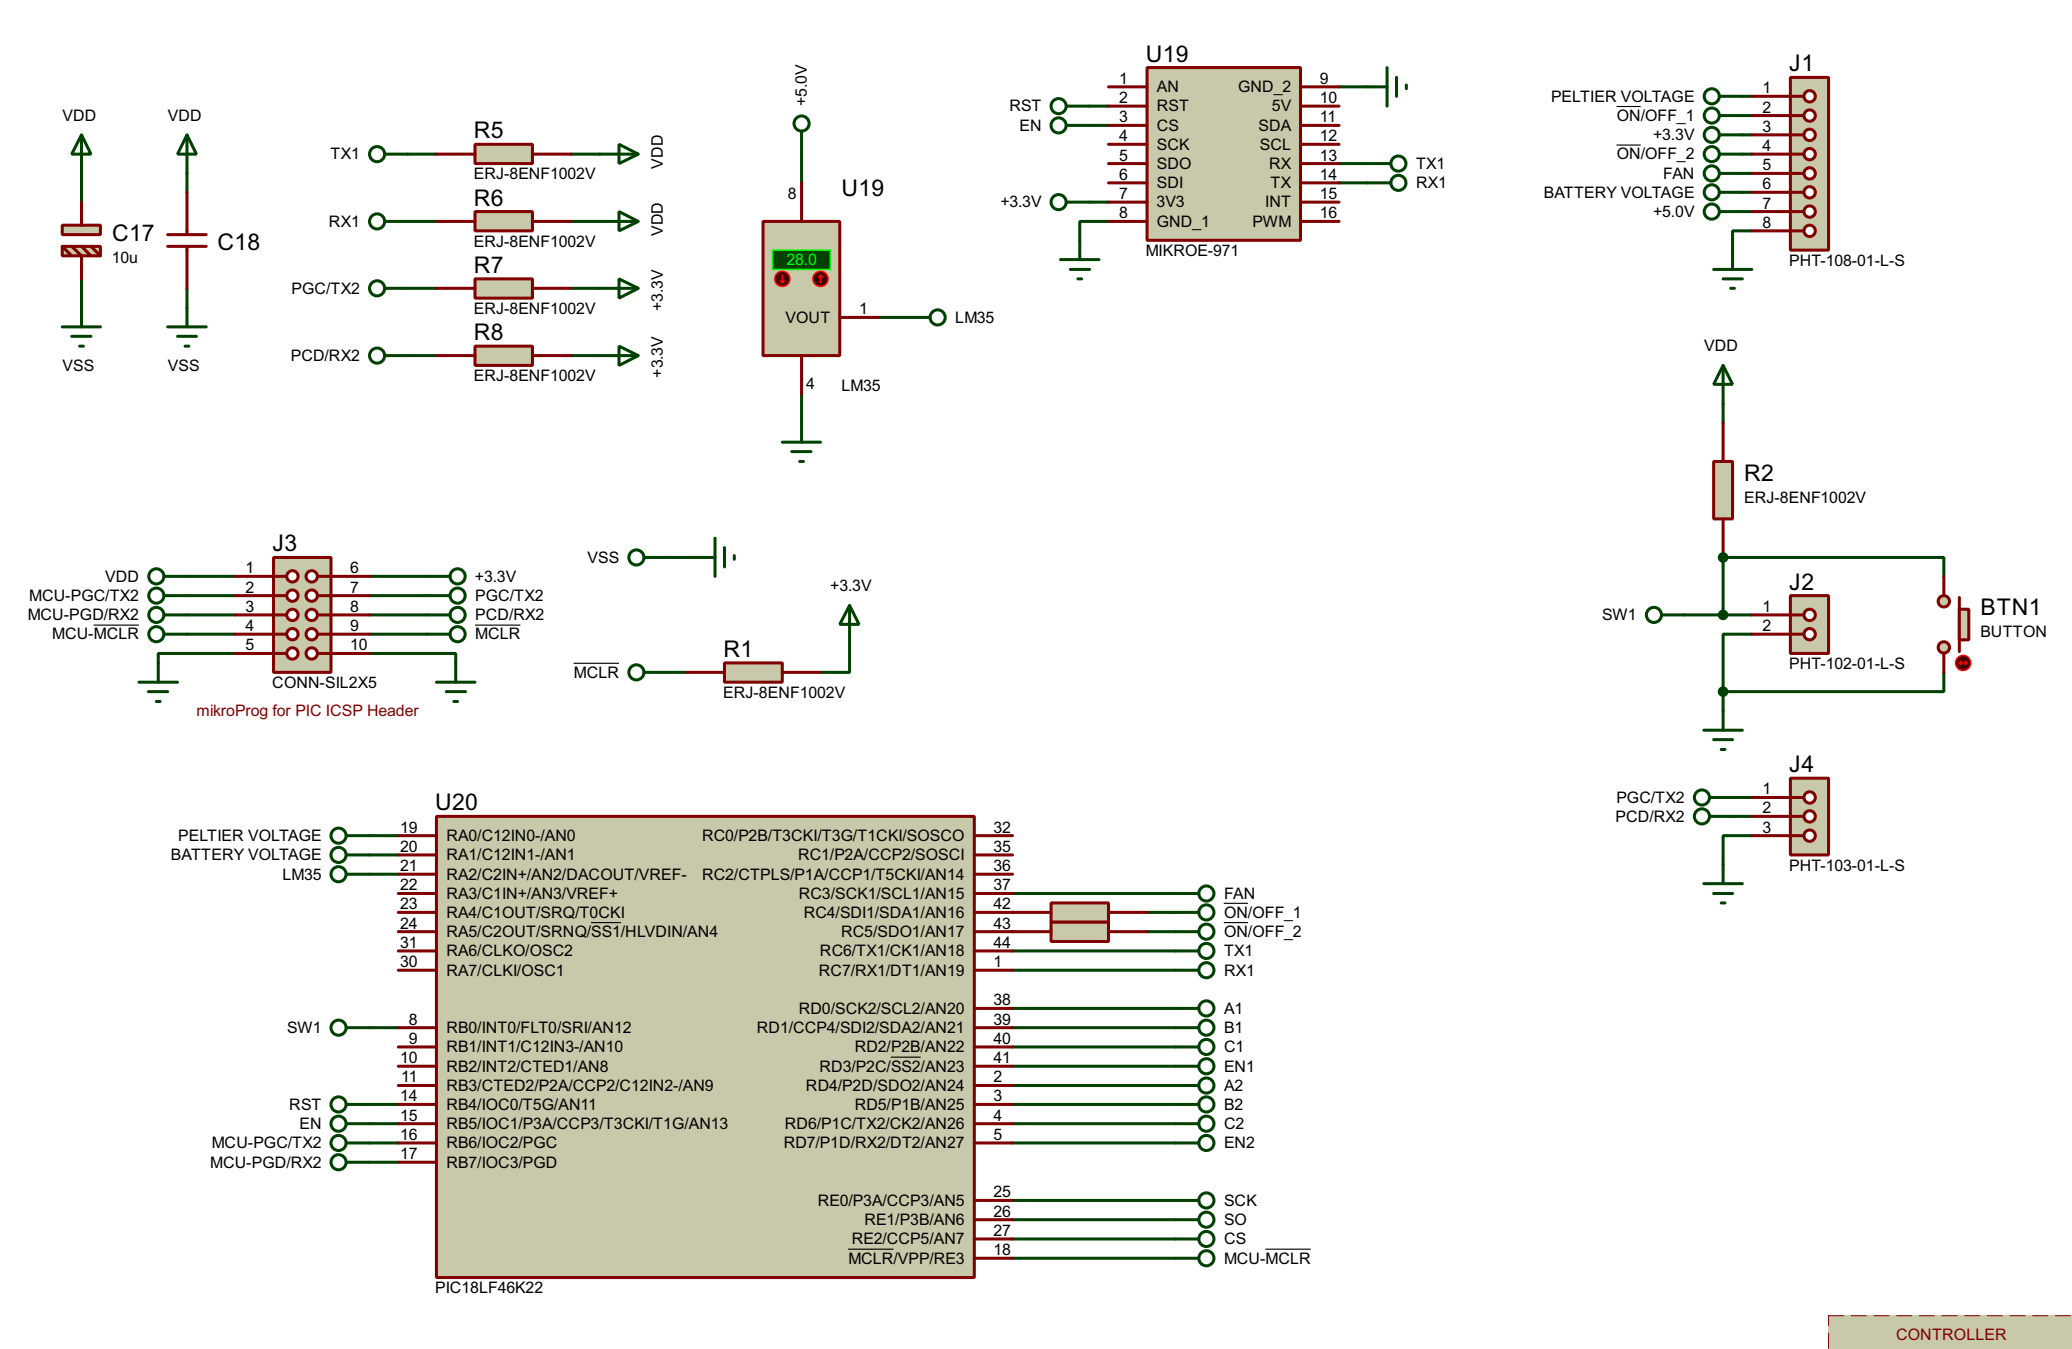 VDD
VDD
C17
10u
C18
VSS
VSS
TX1
R5
ERJ-8ENF1002V
VDD
RX1
R6
ERJ-8ENF1002V
VDD
PGC/TX2
R7
ERJ-8ENF1002V
+3.3V
PCD/RX2
R8
ERJ-8ENF1002V
+3.3V
+5.0V
8
U19
28.0
VOUT
1
LM35
4
LM35
U19
RST
EN
+3.3V
1 AN
2 RST
3 CS
4 SCK
5 SDO
6 SDI
7 3V3
8 GND_1
GND_2 9
5V 10
SDA 11
SCL 12
RX 13
TX 14
INT 15
PWM 16
TX1
RX1
MIKROE-971
J1
PELTIER VOLTAGE 1
ON/OFF_1 2
+3.3V 3
ON/OFF_2 4
FAN 5
BATTERY VOLTAGE 6
+5.0V 7
8
PHT-108-01-L-S
VDD
R2
ERJ-8ENF1002V
SW1
J2
1
2
PHT-102-01-L-S
BTN1
BUTTON
J4
PGC/TX2 1
PCD/RX2 2
3
PHT-103-01-L-S
J3
VDD 1 6 +3.3V
MCU-PGC/TX2 2 7 PGC/TX2
MCU-PGD/RX2 3 8 PCD/RX2
MCU-MCLR 4 9 MCLR
5 10
CONN-SIL2X5
mikroProg for PIC ICSP Header
VSS
+3.3V
MCLR
R1
ERJ-8ENF1002V
U20
PELTIER VOLTAGE 19 RA0/C12IN0-/AN0
BATTERY VOLTAGE 20 RA1/C12IN1-/AN1
LM35 21 RA2/C2IN+/AN2/DACOUT/VREF-
22 RA3/C1IN+/AN3/VREF+
23 RA4/C1OUT/SRQ/T0CKI
24 RA5/C2OUT/SRNQ/SS1/HLVDIN/AN4
31 RA6/CLKO/OSC2
30 RA7/CLKI/OSC1
SW1 8 RB0/INT0/FLT0/SRI/AN12
9 RB1/INT1/C12IN3-/AN10
10 RB2/INT2/CTED1/AN8
11 RB3/CTED2/P2A/CCP2/C12IN2-/AN9
RST 14 RB4/IOC0/T5G/AN11
EN 15 RB5/IOC1/P3A/CCP3/T3CKI/T1G/AN13
MCU-PGC/TX2 16 RB6/IOC2/PGC
MCU-PGD/RX2 17 RB7/IOC3/PGD
RC0/P2B/T3CKI/T3G/T1CKI/SOSCO 32
RC1/P2A/CCP2/SOSCI 35
RC2/CTPLS/P1A/CCP1/T5CKI/AN14 36
RC3/SCK1/SCL1/AN15 37 FAN
RC4/SDI1/SDA1/AN16 42 ON/OFF_1
RC5/SDO1/AN17 43 ON/OFF_2
RC6/TX1/CK1/AN18 44 TX1
RC7/RX1/DT1/AN19 1 RX1
RD0/SCK2/SCL2/AN20 38 A1
RD1/CCP4/SDI2/SDA2/AN21 39 B1
RD2/P2B/AN22 40 C1
RD3/P2C/SS2/AN23 41 EN1
RD4/P2D/SDO2/AN24 2 A2
RD5/P1B/AN25 3 B2
RD6/P1C/TX2/CK2/AN26 4 C2
RD7/P1D/RX2/DT2/AN27 5 EN2
RE0/P3A/CCP3/AN5 25 SCK
RE1/P3B/AN6 26 SO
RE2/CCP5/AN7 27 CS
MCLR/VPP/RE3 18 MCU-MCLR
PIC18LF46K22
CONTROLLER